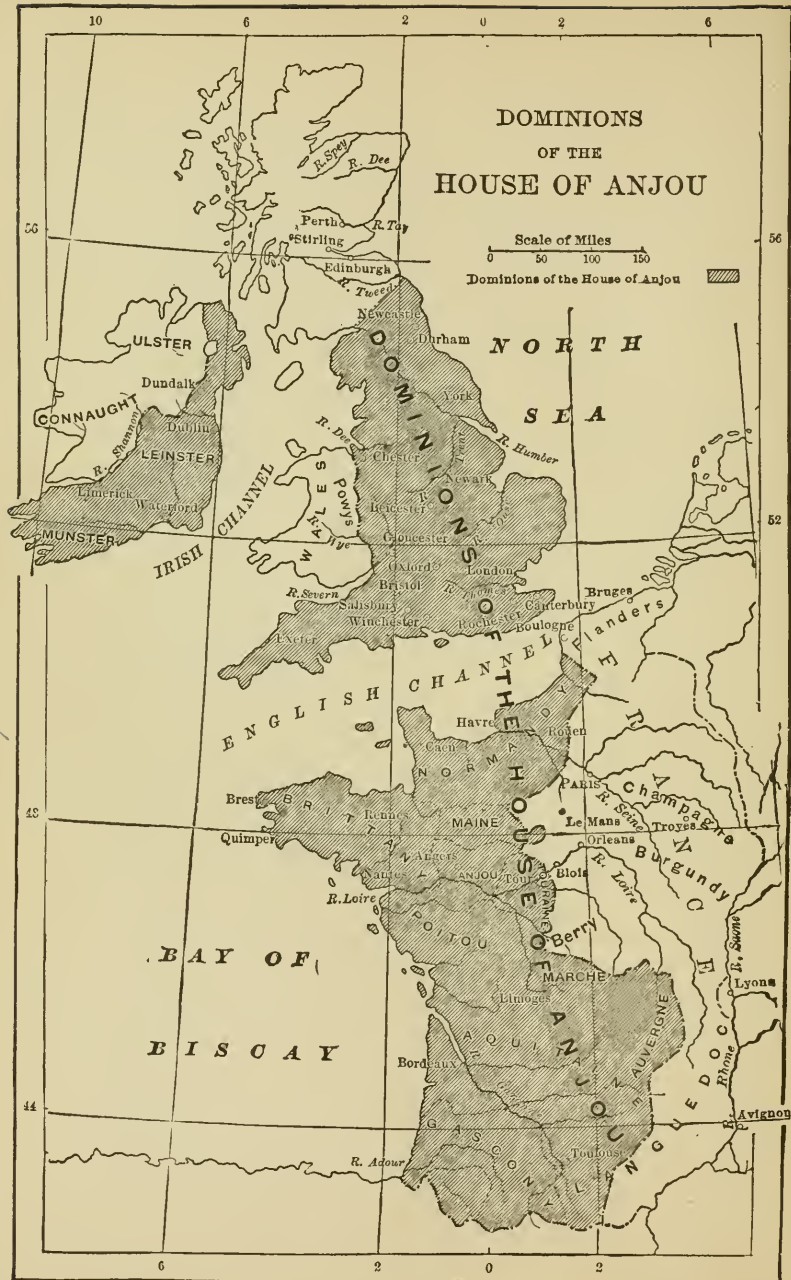 10 6 2 0 2 6
DOMINIONS
OF THE
HOUSE OF ANJOU
Scale of Miles
0 50 100 150
Dominions of the House of Anjou
56
56
R. Spey
R. Dee
Perth
R. Tay
Stirling
Edinburgh
R. Tweed
Newcastle
Durham
NORTH
SEA
ULSTER
Dundalk
CONNAUGHT
R. Shannon
Dublin
LEINSTER
Limerick
Waterford
MUNSTER
IRISH CHANNEL
York
R. Humber
R. Dee
Chester
Trent
Newark
WALES
Powys
R. Wye
Leicester
Gloucester
52
Oxford
London
Bristol
R. Severn
R. Thames
Salisbury
Winchester
Rochester
Canterbury
Exeter
Boulogne
Bruges
Flanders
ENGLISH CHANNEL
DOMINIONS OF THE HOUSE OF ANJOU
FRANCE
Havre
Rouen
Caen
NORMANDY
PARIS
R. Seine
Champagne
Troyes
48
Brest
BRITTANY
Rennes
Quimper
MAINE
Le Mans
Orleans
Burgundy
Angers
Nantes
ANJOU
Tour
TOURAINE
Blois
R. Loire
R. Loire
Berry
POITOU
R. Saone
BAY OF
BISCAY
MARCHE
Limoges
Lyons
AQUITAINE
AUVERGNE
Bordeaux
R. Rhone
44
GASCONY
LANGUEDOC
Avignon
Toulouse
R. Adour
6 2 0 2